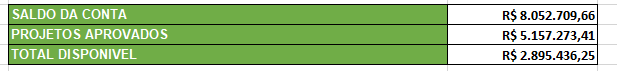 SALDO DA CONTA R$ 8.052.709,66
PROJETOS APROVADOS R$ 5.157.273,41
TOTAL DISPONIVEL R$ 2.895.436,25